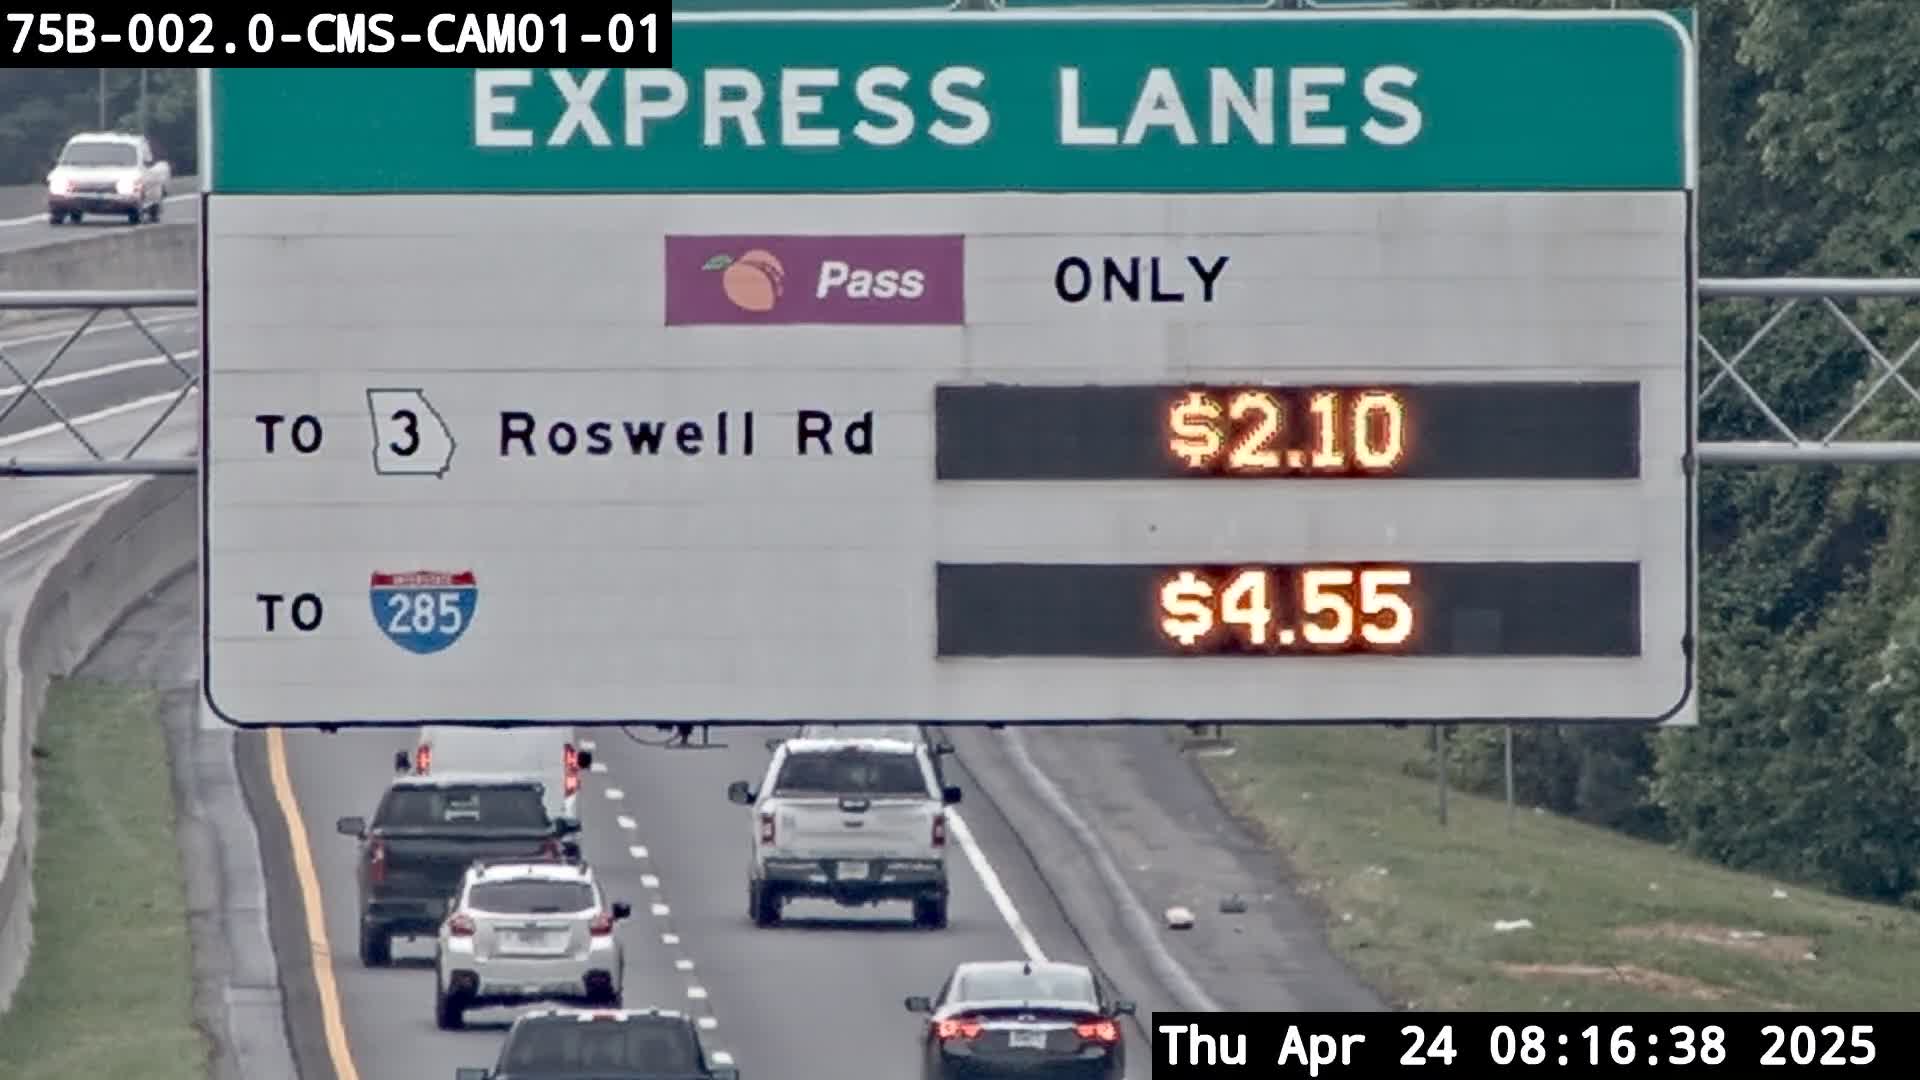 75B-002.0-CMS-CAM01-01
EXPRESS LANES
Pass ONLY
TO 3 Roswell Rd $2.10
INTERSTATE
TO 285 $4.55
Thu Apr 24 08:16:38 2025